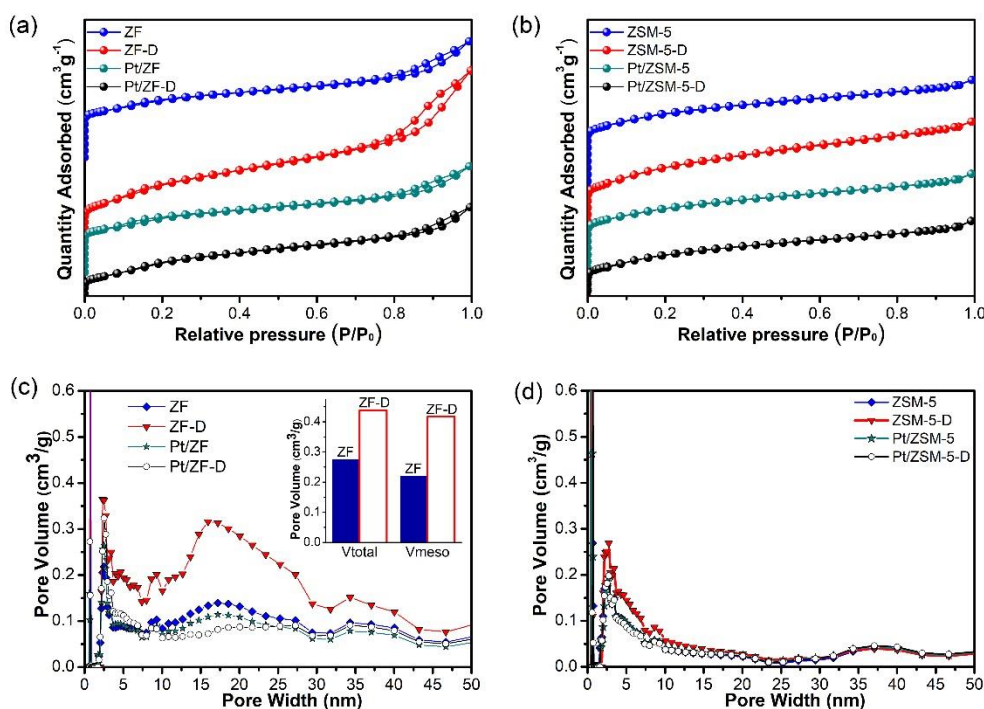 (a)
ZF
ZF-D
Pt/ZF
Pt/ZF-D
Quantity Adsorbed (cm³g⁻¹)
0.0 0.2 0.4 0.6 0.8 1.0
Relative pressure (P/P₀)
(b)
ZSM-5
ZSM-5-D
Pt/ZSM-5
Pt/ZSM-5-D
Quantity Adsorbed (cm³g⁻¹)
0.0 0.2 0.4 0.6 0.8 1.0
Relative pressure (P/P₀)
(c)
ZF
ZF-D
Pt/ZF
Pt/ZF-D
Pore Volume (cm³/g)
0.6
0.5
0.4
0.3
0.2
0.1
0.0
0 5 10 15 20 25 30 35 40 45 50
Pore Width (nm)
Pore Volume (cm³/g)
0.4
0.3
0.2
0.1
0.0
ZF-D
ZF-D
ZF
ZF
Vtotal Vmeso
(d)
ZSM-5
ZSM-5-D
Pt/ZSM-5
Pt/ZSM-5-D
Pore Volume (cm³/g)
0.6
0.5
0.4
0.3
0.2
0.1
0.0
0 5 10 15 20 25 30 35 40 45 50
Pore Width (nm)